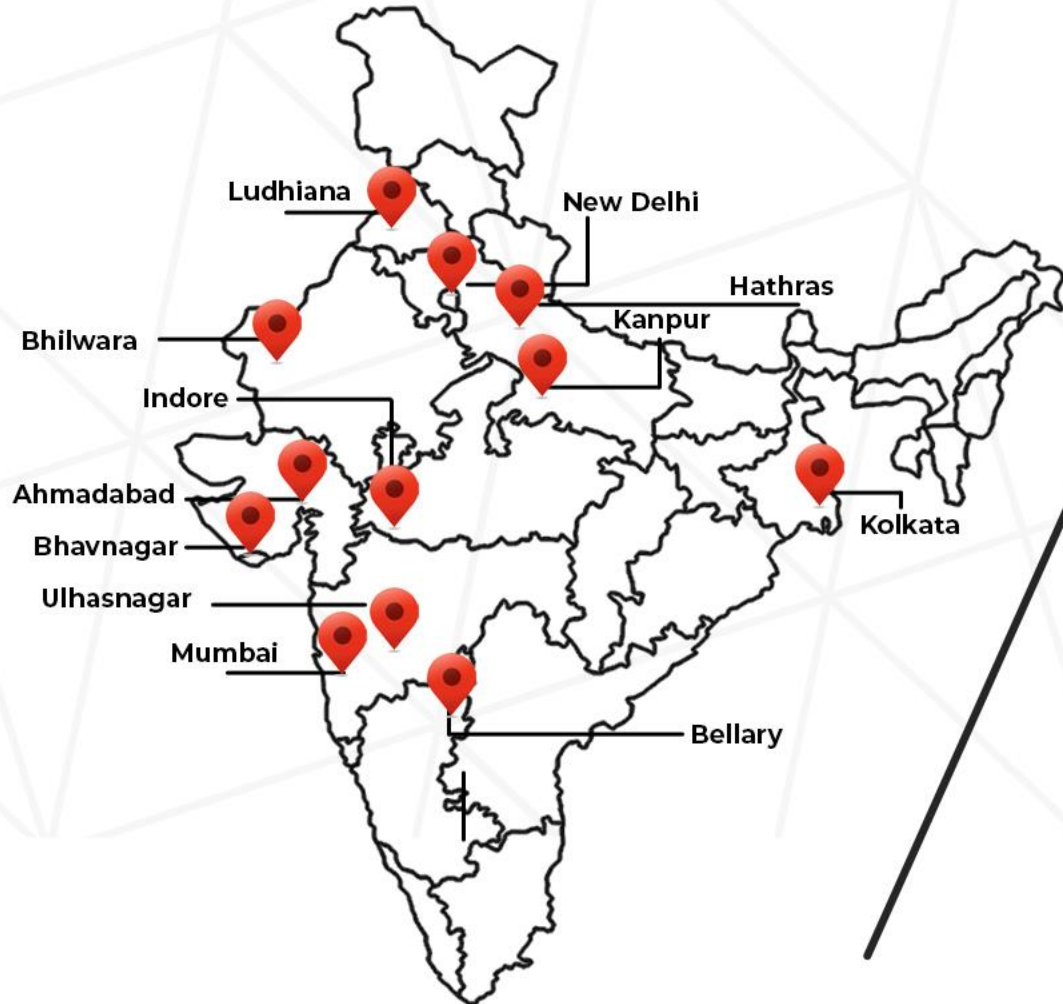 Ludhiana
New Delhi
Hathras
Kanpur
Bhilwara
Indore
Ahmadabad
Bhavnagar
Kolkata
Ulhasnagar
Mumbai
Bellary